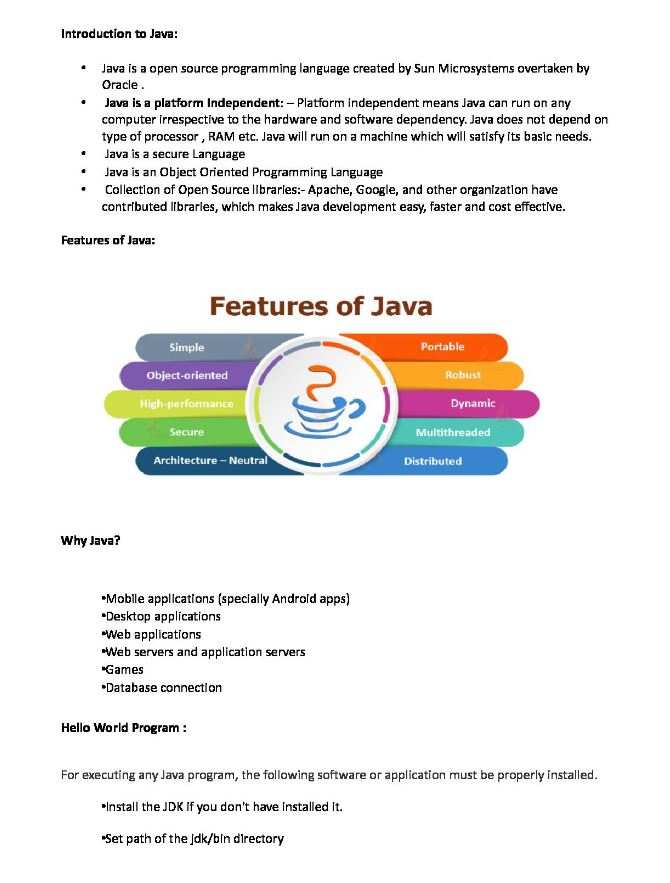 Introduction to Java:
• Java is a open source programming language created by Sun Microsystems overtaken by
Oracle .
• Java is a platform Independent: – Platform independent means Java can run on any
computer irrespective to the hardware and software dependency. Java does not depend on
type of processor , RAM etc. Java will run on a machine which will satisfy its basic needs.
• Java is a secure Language
• Java is an Object Oriented Programming Language
• Collection of Open Source libraries:- Apache, Google, and other organization have
contributed libraries, which makes Java development easy, faster and cost effective.
Features of Java:
Features of Java
Simple
Object-oriented
High-performance
Secure
Architecture – Neutral
Portable
Robust
Dynamic
Multithreaded
Distributed
Why Java?
•Mobile applications (specially Android apps)
•Desktop applications
•Web applications
•Web servers and application servers
•Games
•Database connection
Hello World Program :
For executing any Java program, the following software or application must be properly installed.
•Install the JDK if you don't have installed it.
•Set path of the jdk/bin directory